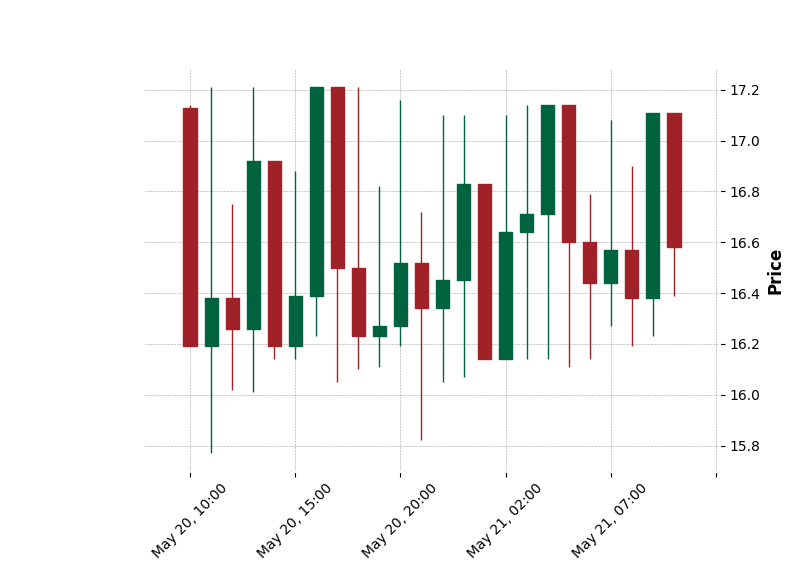 17.2
17.0
16.8
16.6
16.4
16.2
16.0
15.8
Price
May 20, 10:00
May 20, 15:00
May 20, 20:00
May 21, 02:00
May 21, 07:00